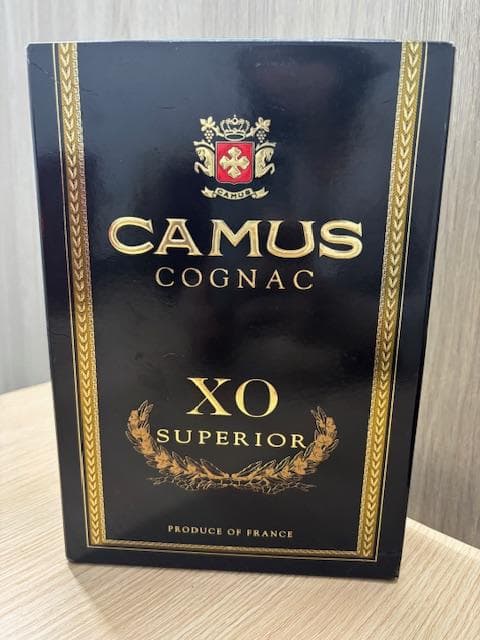 CAMUS
CAMUS
COGNAC
XO
SUPERIOR
PRODUCE OF FRANCE